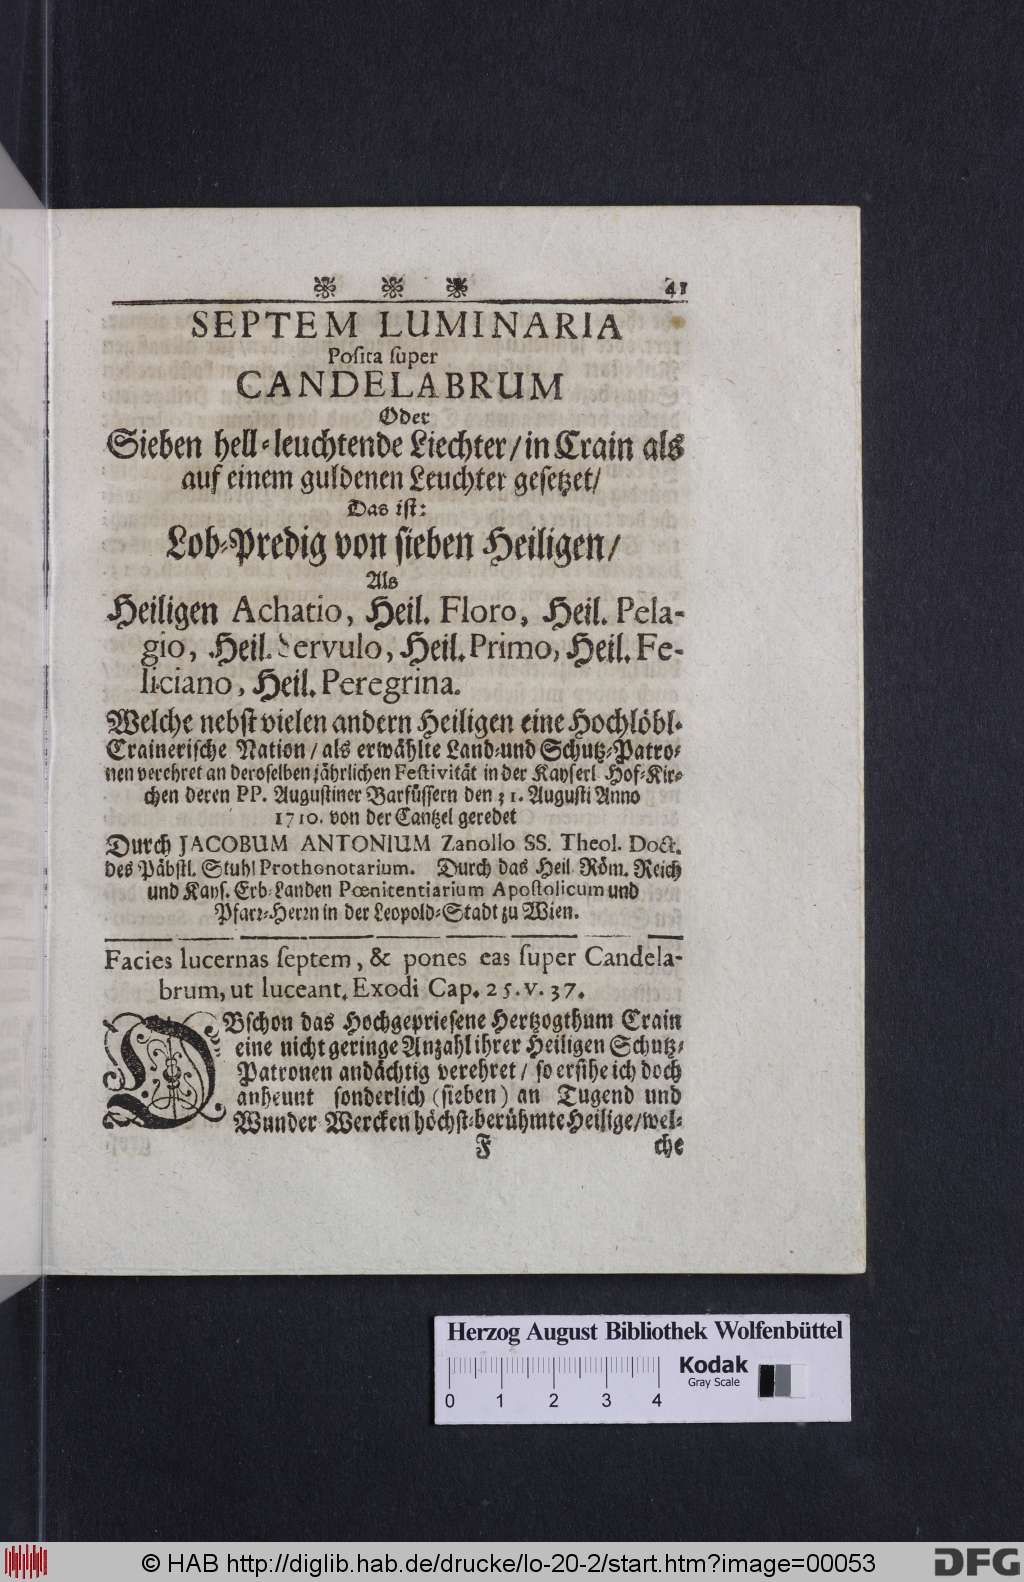 41
SEPTEM LUMINARIA
Posita super
CANDELABRUM
Oder
Sieben hell-leuchtende Liechter/ in Crain als
auf einem guldenen Leuchter gesetzet/
Das ist:
Lob-Predig von sieben Heiligen/
Als
Heiligen Achatio, Heil. Floro, Heil. Pela-
gio, Heil. Servulo, Heil. Primo, Heil. Fe-
liciano, Heil. Peregrina.
Welche nebst vielen andern Heiligen eine Hochlöbl-
Crainerische Nation/ als erwählte Land-und Schutz-Patro-
nen verehret an deroselben jährlichen Festivität in der Kayserl Hof-Kir-
chen deren PP. Augustiner Barfüssern den 31. Augusti Anno
1710. von der Cantzel geredet
Durch JACOBUM ANTONIUM Zanollo SS. Theol. Doct.
des Päbstl. Stuhl Prothonotarium. Durch das Heil. Röm. Reich
und Kays. Erb-Landen Pœnitentiarium Apostolicum und
Pfarr-Herrn in der Leopold-Stadt zu Wien.
Facies lucernas septem, & pones eas super Candela-
brum, ut luceant. Exodi Cap. 25. v. 37.
OBschon das Hochgepriesene Hertzogthum Crain
eine nicht geringe Anzahl ihrer Heiligen Schutz-
Patronen andächtig verehret/ so ersihe ich doch
anheunt sonderlich (sieben) an Tugend und
Wunder-Wercken höchst-berühmte Heilige/ wel-
F che
Herzog August Bibliothek Wolfenbüttel
Kodak
Gray Scale
0 1 2 3 4
© HAB http://diglib.hab.de/drucke/lo-20-2/start.htm?image=00053
DFG